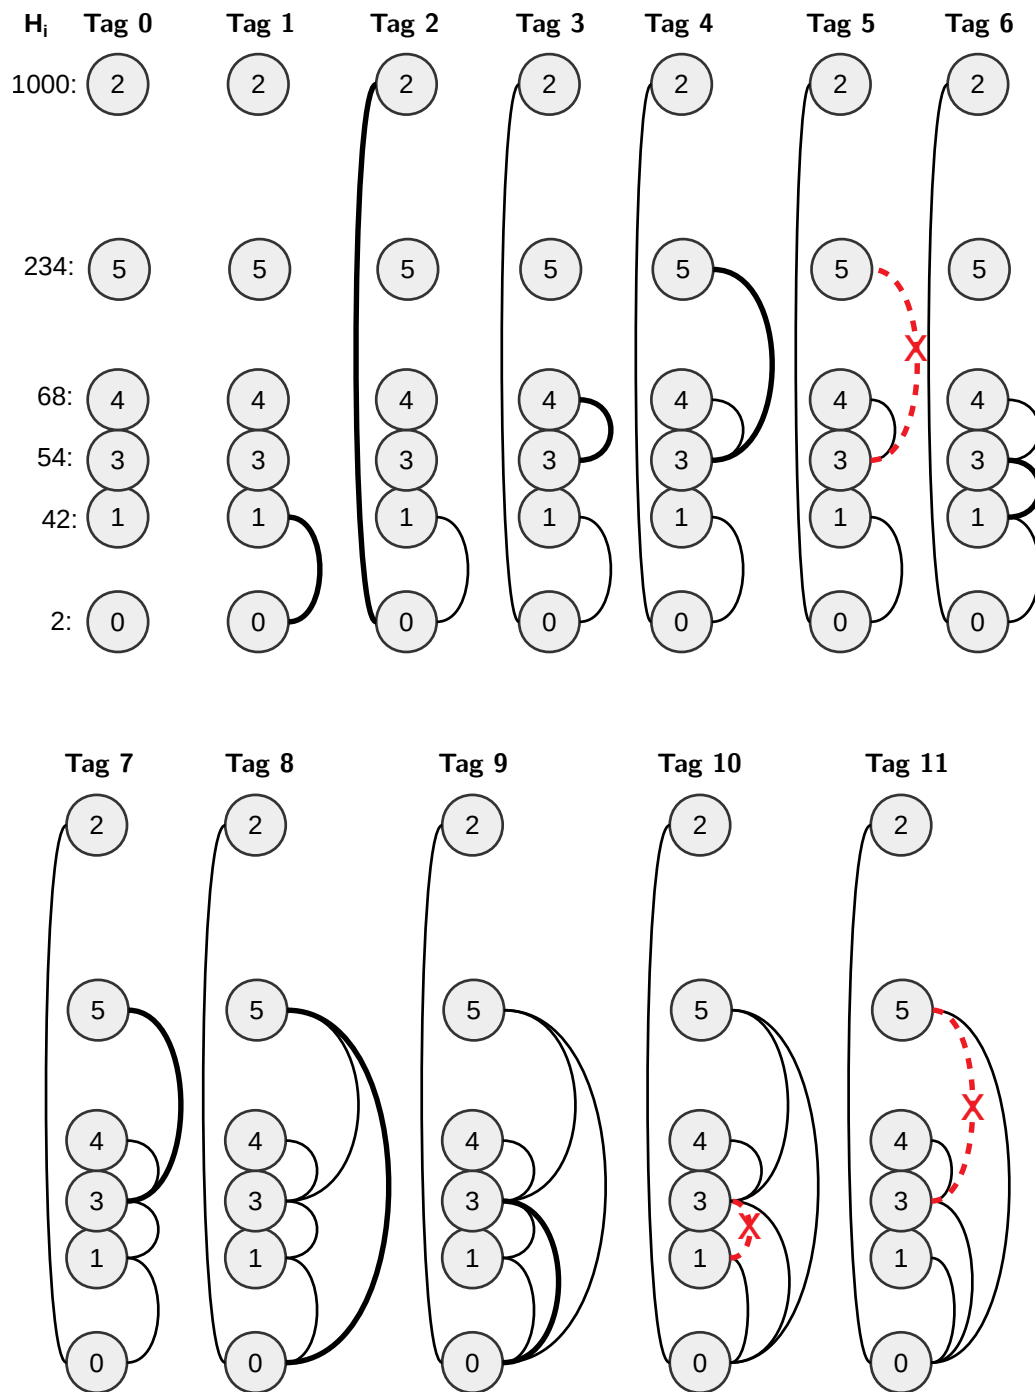 Hi Tag 0 Tag 1 Tag 2 Tag 3 Tag 4 Tag 5 Tag 6
1000: 2 2 2 2 2 2 2
234: 5 5 5 5 5 5 5
X
68: 4 4 4 4 4 4 4
54: 3 3 3 3 3 3 3
42: 1 1 1 1 1 1 1
2: 0 0 0 0 0 0 0
Tag 7 Tag 8 Tag 9 Tag 10 Tag 11
2 2 2 2 2
5 5 5 5 5
X
4 4 4 4 4
3 3 3 3 3
X
1 1 1 1 1
0 0 0 0 0